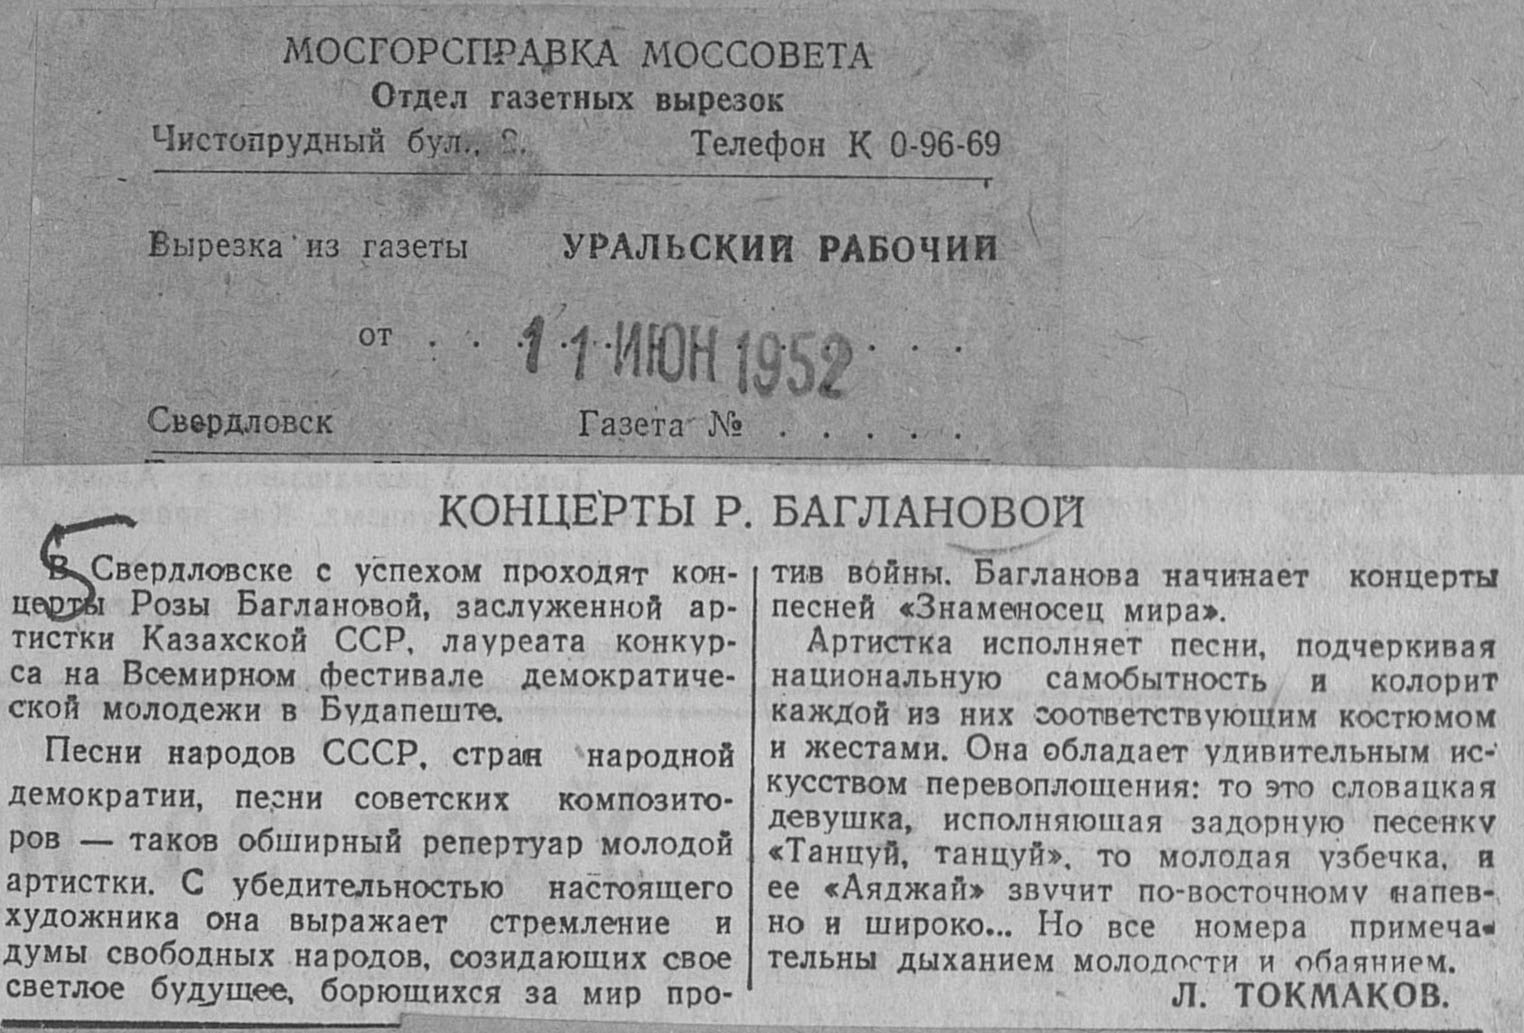 МОСГОРСПРАВКА МОССОВЕТА
Отдел газетных вырезок
Чистопрудный бул., 2. Телефон К 0-96-69
Вырезка из газеты УРАЛЬСКИЙ РАБОЧИЙ
от . . 11 ИЮН 1952 . . .
Свердловск Газета № . . . . .
КОНЦЕРТЫ Р. БАГЛАНОВОЙ
В Свердловске с успехом проходят кон-
церты Розы Баглановой, заслуженной ар-
тистки Казахской ССР, лауреата конкур-
са на Всемирном фестивале демократиче-
ской молодежи в Будапеште.
Песни народов СССР, стран народной
демократии, песни советских композито-
ров — таков обширный репертуар молодой
артистки. С убедительностью настоящего
художника она выражает стремление и
думы свободных народов, созидающих свое
светлое будущее, борющихся за мир про-
тив войны. Багланова начинает концерты
песней «Знаменосец мира».
Артистка исполняет песни, подчеркивая
национальную самобытность и колорит
каждой из них соответствующим костюмом
и жестами. Она обладает удивительным ис-
кусством перевоплощения: то это словацкая
девушка, исполняющая задорную песенку
«Танцуй, танцуй», то молодая узбечка, и
ее «Аяджай» звучит по-восточному напев-
но и широко... Но все номера примеча-
тельны дыханием молодости и обаянием.
Л. ТОКМАКОВ.